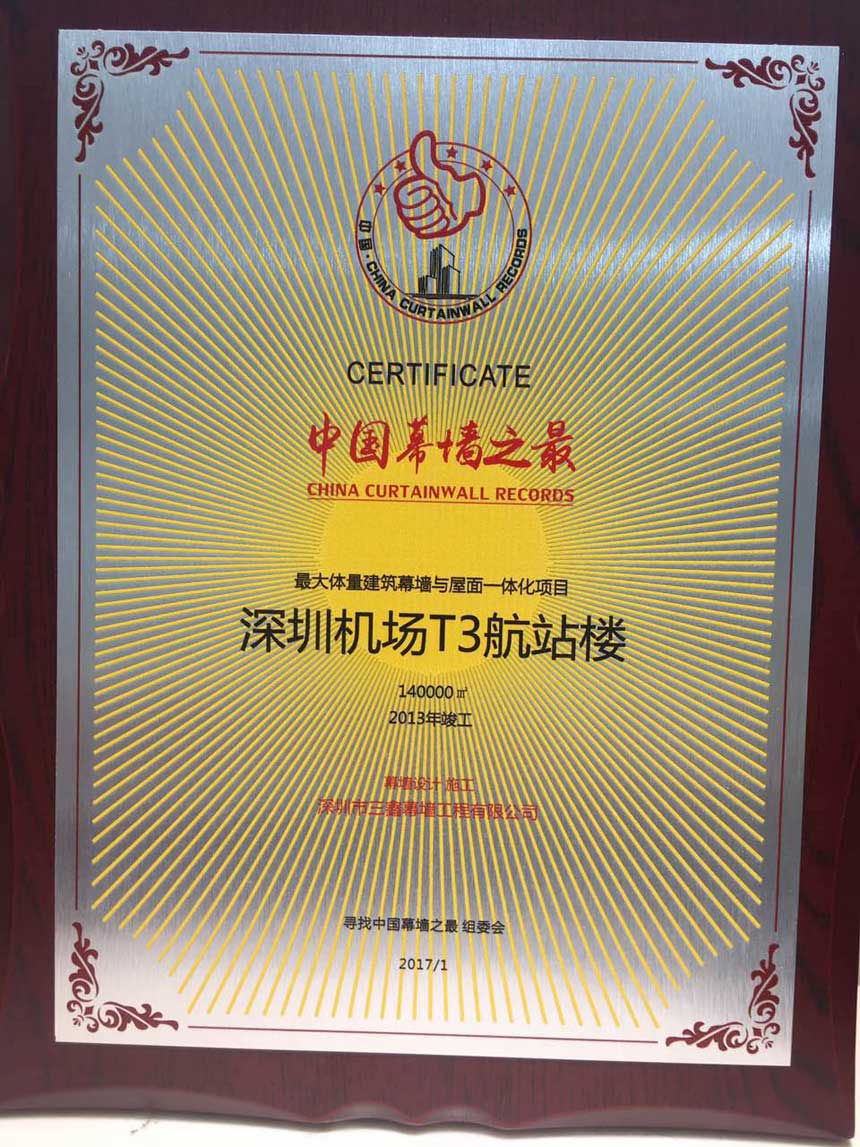 中国·CHINA CURTAINWALL RECORDS
CERTIFICATE
中国幕墙之最
CHINA CURTAINWALL RECORDS
最大体量建筑幕墙与屋面一体化项目
深圳机场T3航站楼
140000㎡
2013年竣工
幕墙设计 施工
深圳市三鑫幕墙工程有限公司
寻找中国幕墙之最 组委会
2017/1